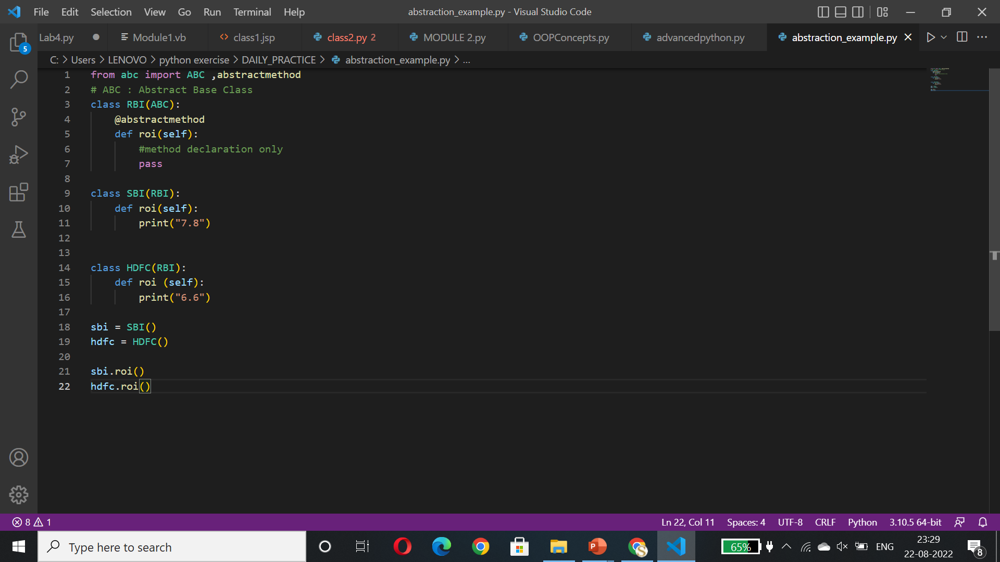 File Edit Selection View Go Run Terminal Help abstraction_example.py - Visual Studio Code
Lab4.py Module1.vb class1.jsp class2.py 2 MODULE 2.py OOPConcepts.py advancedpython.py abstraction_example.py
5
C: > Users > LENOVO > python exercise > DAILY_PRACTICE > abstraction_example.py > ...
1 from abc import ABC ,abstractmethod
2 # ABC : Abstract Base Class
3 class RBI(ABC):
4     @abstractmethod
5     def roi(self):
6         #method declaration only
7         pass
8
9 class SBI(RBI):
10     def roi(self):
11         print("7.8")
12
13
14 class HDFC(RBI):
15     def roi (self):
16         print("6.6")
17
18 sbi = SBI()
19 hdfc = HDFC()
20
21 sbi.roi()
22 hdfc.roi()
8 1 Ln 22, Col 11 Spaces: 4 UTF-8 CRLF Python 3.10.5 64-bit
Type here to search 65% ENG 23:29
22-08-2022 8